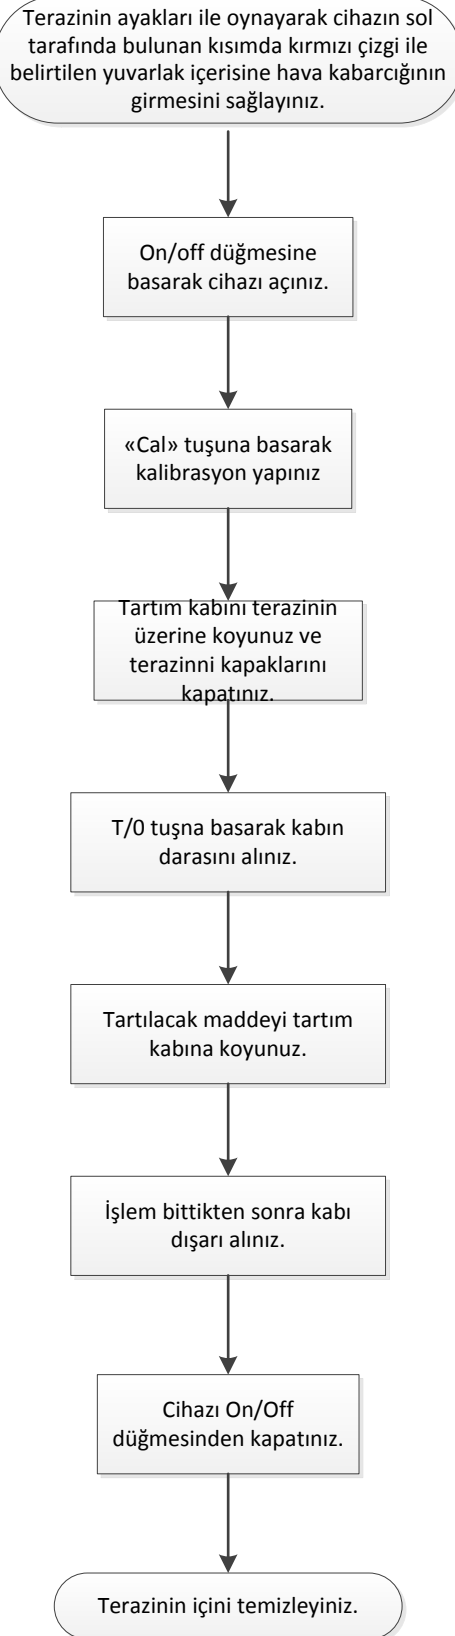 Terazinin ayakları ile oynayarak cihazın sol
tarafında bulunan kısımda kırmızı çizgi ile
belirtilen yuvarlak içerisine hava kabarcığının
girmesini sağlayınız.
On/off düğmesine
basarak cihazı açınız.
«Cal» tuşuna basarak
kalibrasyon yapınız
Tartım kabını terazinin
üzerine koyunuz ve
terazinni kapaklarını
kapatınız.
T/0 tuşna basarak kabın
darasını alınız.
Tartılacak maddeyi tartım
kabına koyunuz.
İşlem bittikten sonra kabı
dışarı alınız.
Cihazı On/Off
düğmesinden kapatınız.
Terazinin içini temizleyiniz.